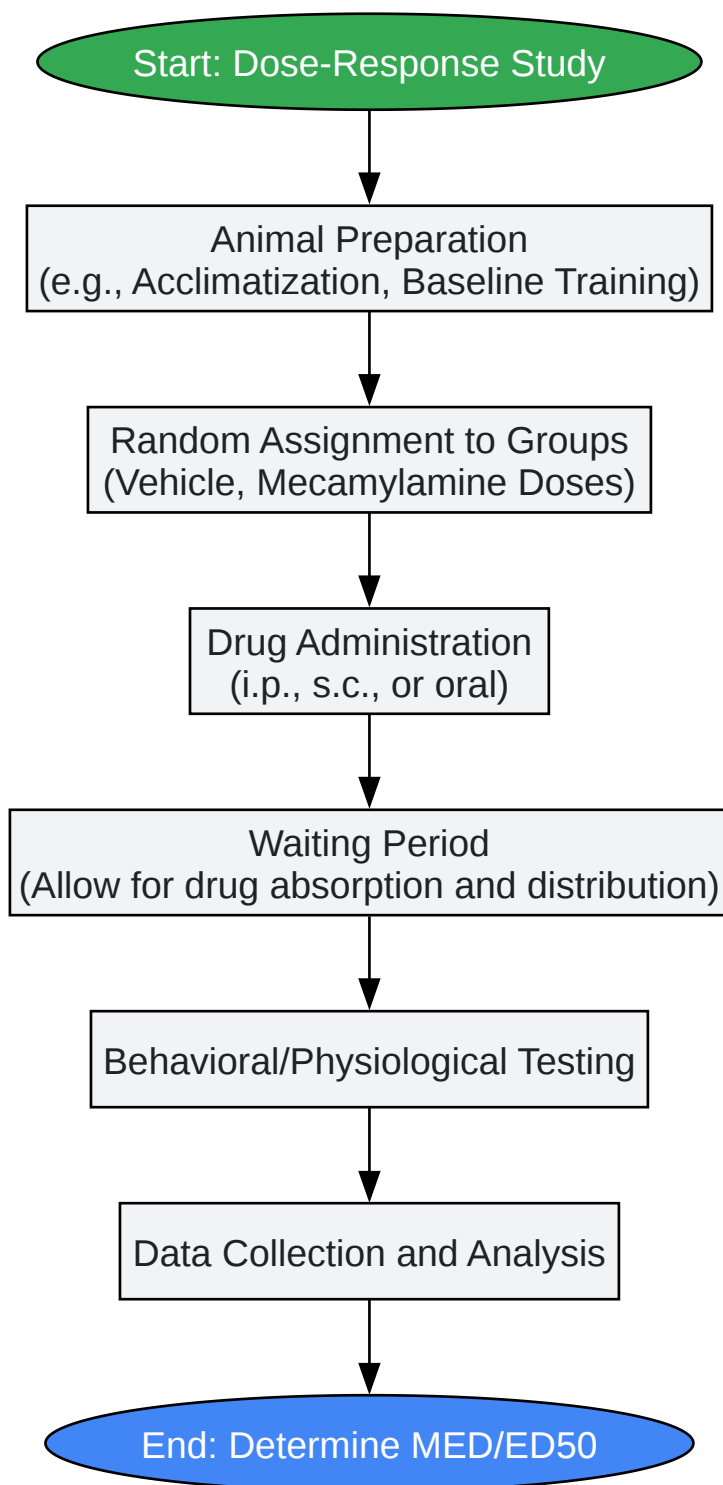 Start: Dose-Response Study
Animal Preparation
(e.g., Acclimatization, Baseline Training)
Random Assignment to Groups
(Vehicle, Mecamylamine Doses)
Drug Administration
(i.p., s.c., or oral)
Waiting Period
(Allow for drug absorption and distribution)
Behavioral/Physiological Testing
Data Collection and Analysis
End: Determine MED/ED50